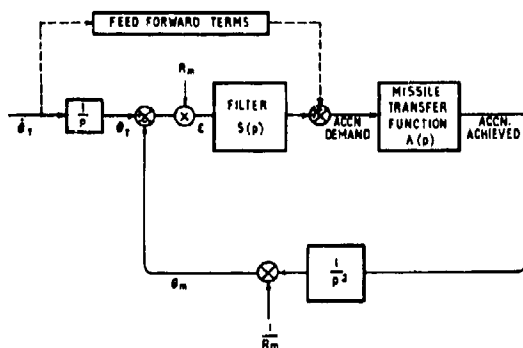 FEED FORWARD TERMS
Rm
1/P
θ̇T
θT
X
ε
FILTER
S(p)
ACCN
DEMAND
MISSILE
TRANSFER
FUNCTION
Λ(p)
ACCN.
ACHIEVED
θm
1/p²
1/Rm